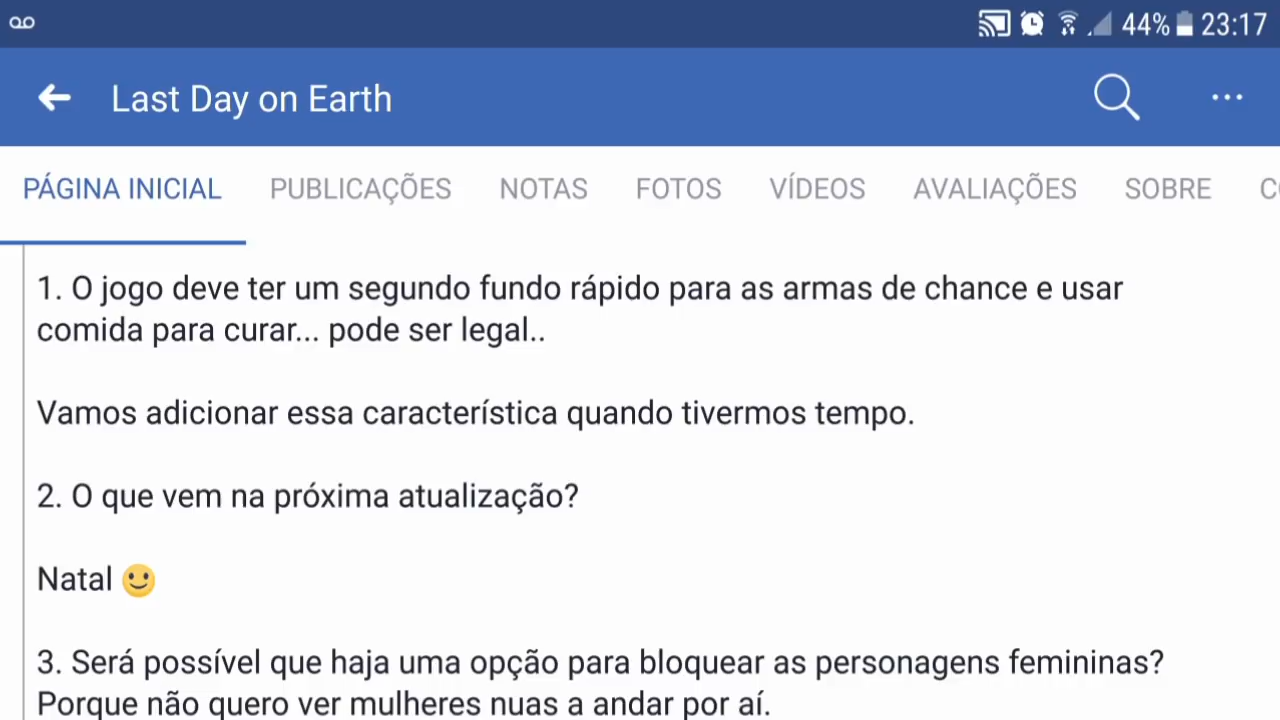 44% 23:17
Last Day on Earth
PÁGINA INICIAL PUBLICAÇÕES NOTAS FOTOS VÍDEOS AVALIAÇÕES SOBRE
1. O jogo deve ter um segundo fundo rápido para as armas de chance e usar
comida para curar... pode ser legal..
Vamos adicionar essa característica quando tivermos tempo.
2. O que vem na próxima atualização?
Natal 🙂
3. Será possível que haja uma opção para bloquear as personagens femininas?
Porque não quero ver mulheres nuas a andar por aí.